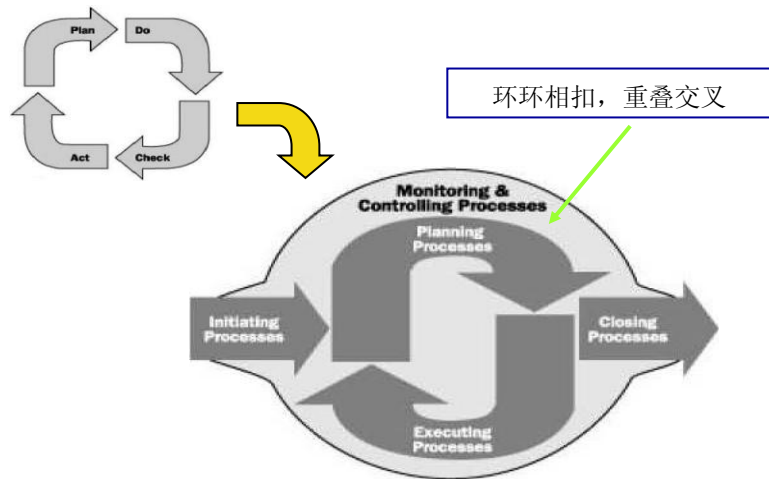 Plan
Do
Act
Check
环环相扣，重叠交叉
Monitoring &
Controlling Processes
Planning
Processes
Initiating
Processes
Closing
Processes
Executing
Processes